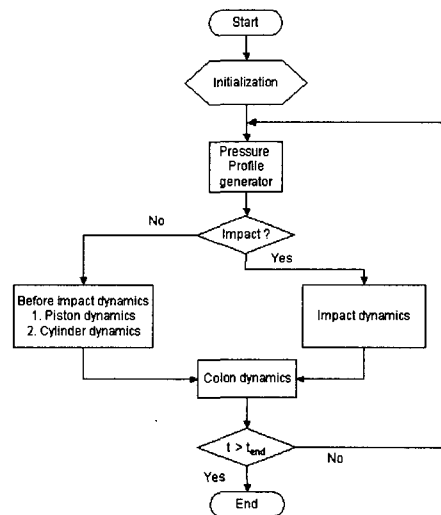 Start
Initialization
Pressure
Profile
generator
No
Impact ?
Yes
Before impact dynamics
1. Piston dynamics
2. Cylinder dynamics
Impact dynamics
Colon dynamics
t > tend
No
Yes
End